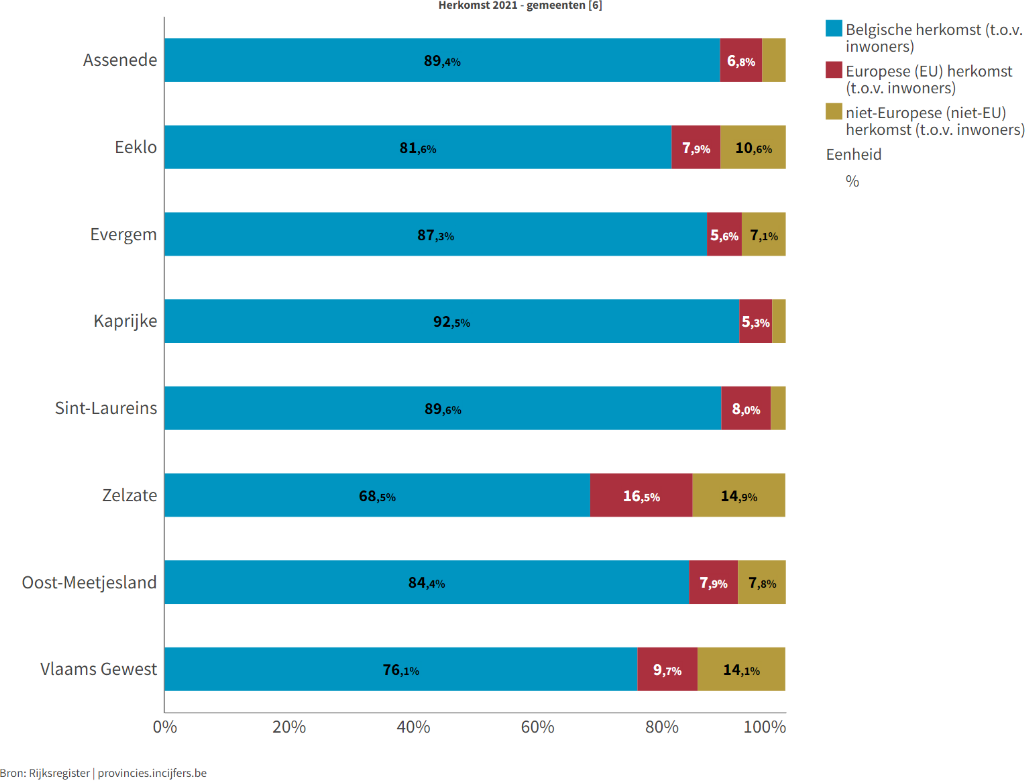 Herkomst 2021 - gemeenten [6]
Belgische herkomst (t.o.v.
inwoners)
Europese (EU) herkomst
(t.o.v. inwoners)
niet-Europese (niet-EU)
herkomst (t.o.v. inwoners)
Eenheid
%
Assenede 89,4% 6,8%
Eeklo 81,6% 7,9% 10,6%
Evergem 87,3% 5,6% 7,1%
Kaprijke 92,5% 5,3%
Sint-Laureins 89,6% 8,0%
Zelzate 68,5% 16,5% 14,9%
Oost-Meetjesland 84,4% 7,9% 7,8%
Vlaams Gewest 76,1% 9,7% 14,1%
0% 20% 40% 60% 80% 100%
Bron: Rijksregister | provincies.incijfers.be